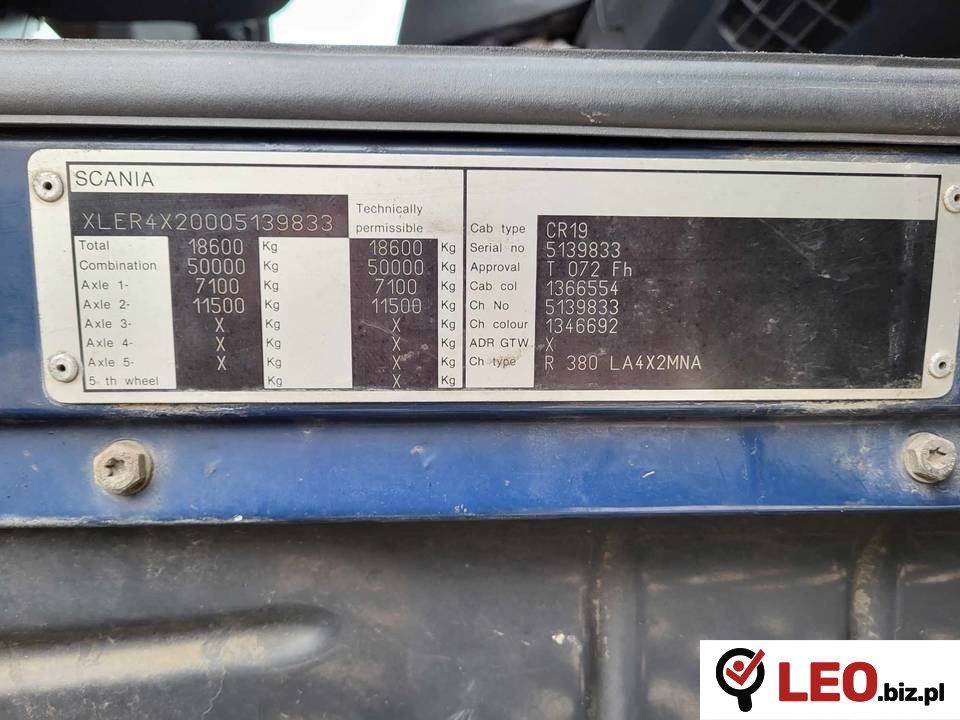 SCANIA
XLER4X20005139833
Technically
permissible
Total 18600 Kg 18600 Kg
Combination 50000 Kg 50000 Kg
Axle 1- 7100 Kg 7100 Kg
Axle 2- 11500 Kg 11500 Kg
Axle 3- X Kg X Kg
Axle 4- X Kg X Kg
Axle 5- X Kg X Kg
5 th wheel Kg X Kg
Cab type CR19
Serial no 5139833
Approval T 072 Fh
Cab col 1366554
Ch No 5139833
Ch colour 1346692
ADR GTW X
Ch type R 380 LA4X2MNA
LEO.biz.pl